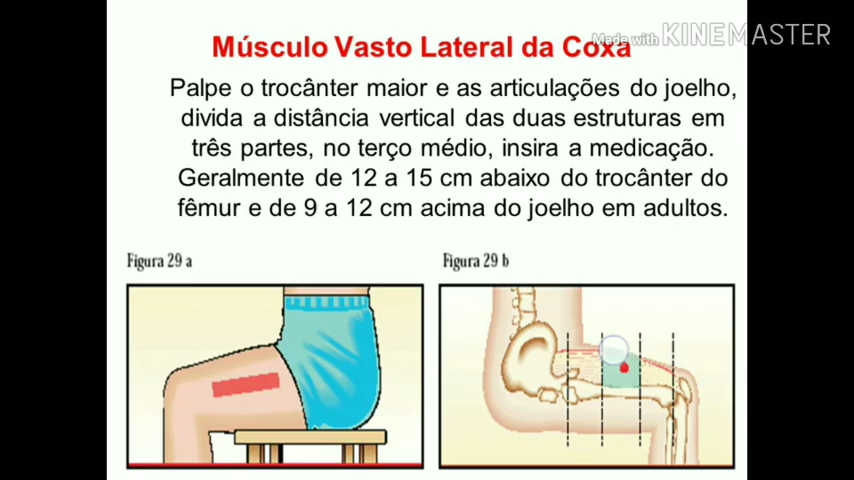 Músculo Vasto Lateral da Coxa
Made with KINEMASTER
Palpe o trocânter maior e as articulações do joelho,
divida a distância vertical das duas estruturas em
três partes, no terço médio, insira a medicação.
Geralmente de 12 a 15 cm abaixo do trocânter do
fêmur e de 9 a 12 cm acima do joelho em adultos.
Figura 29 a
Figura 29 b